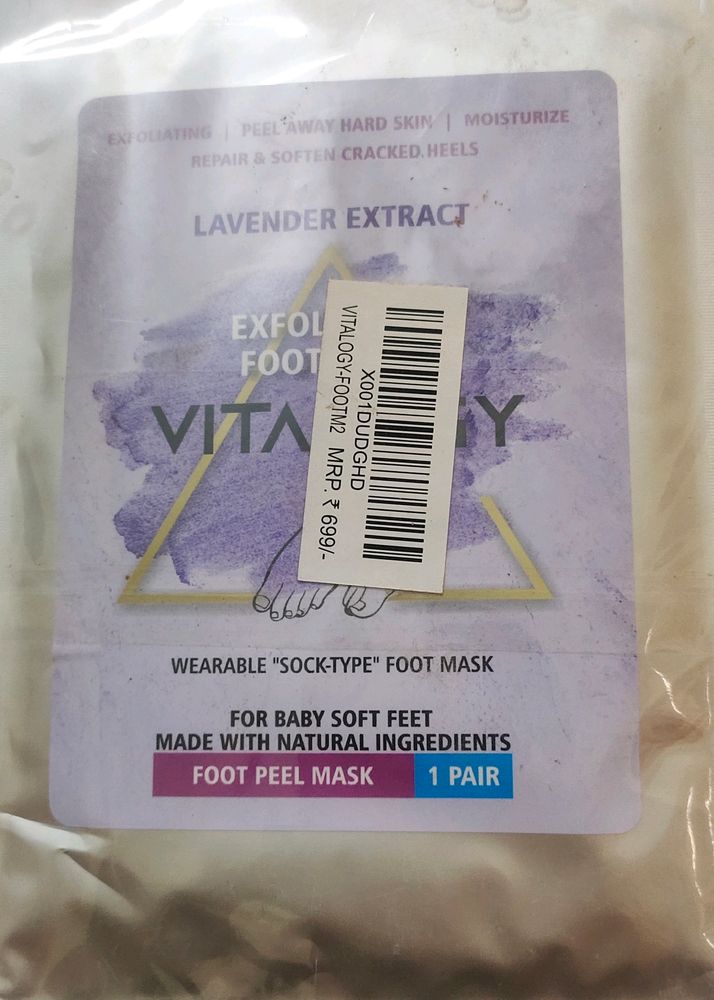 EXFOLIATING | PEEL AWAY HARD SKIN | MOISTURIZE
REPAIR & SOFTEN CRACKED HEELS
LAVENDER EXTRACT
EXFOL
FOOT
VITA GY
X001DUDGHD
VITALOGY-FOOTM2 MRP. ₹ 699/-
WEARABLE "SOCK-TYPE" FOOT MASK
FOR BABY SOFT FEET
MADE WITH NATURAL INGREDIENTS
FOOT PEEL MASK 1 PAIR